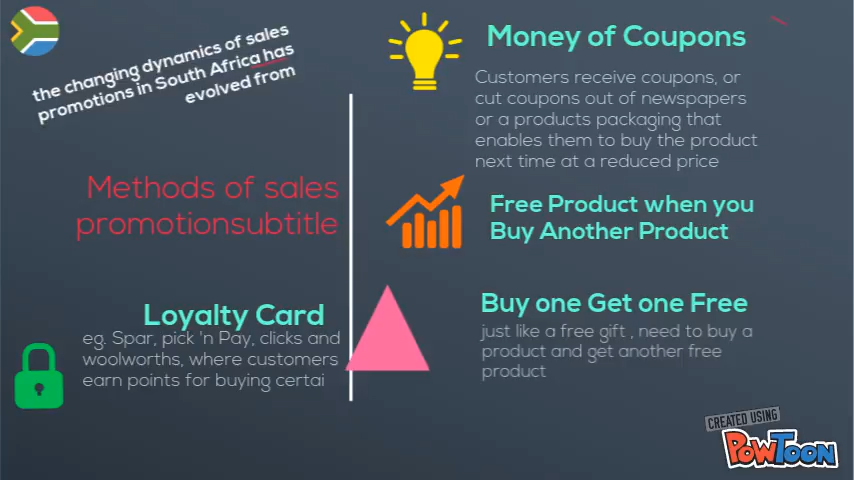 the changing dynamics of sales
promotions in South Africa has
evolved from
Methods of sales
promotionsubtitle
Loyalty Card
eg. Spar, pick 'n Pay, clicks and
woolworths, where customers
earn points for buying certai
Money of Coupons
Customers receive coupons, or
cut coupons out of newspapers
or a products packaging that
enables them to buy the product
next time at a reduced price
Free Product when you
Buy Another Product
Buy one Get one Free
just like a free gift , need to buy a
product and get another free
product
CREATED USING
PowToon